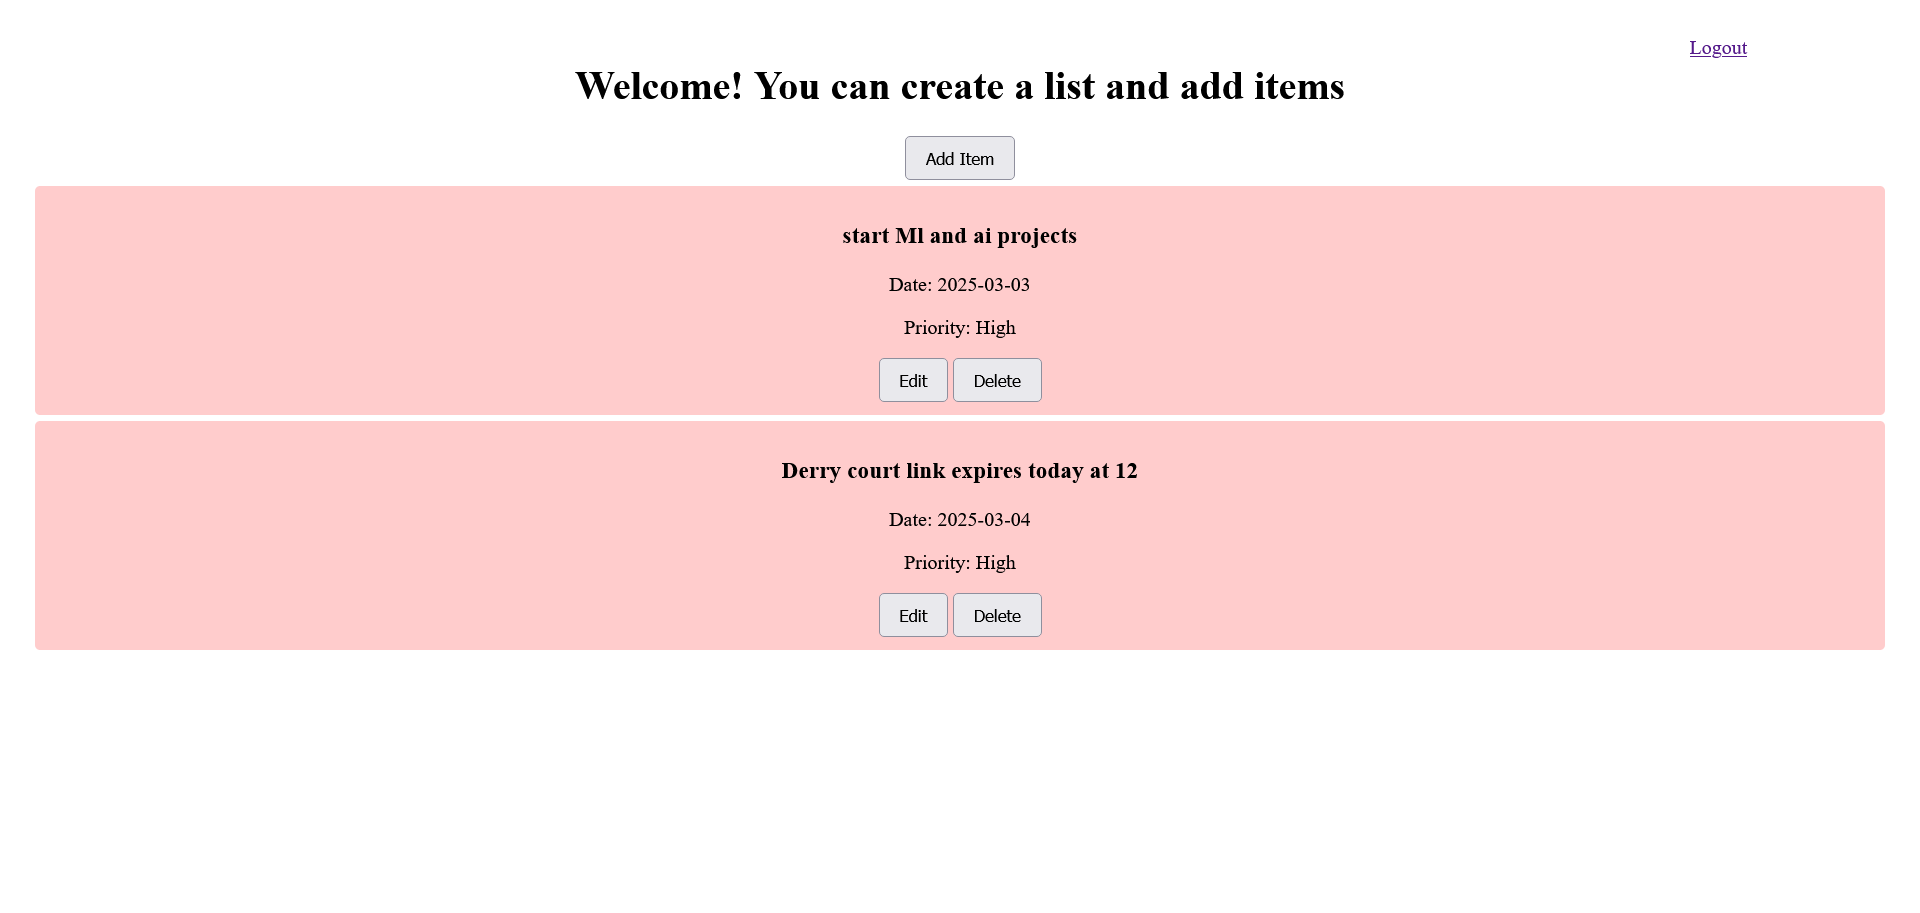 Logout
Welcome! You can create a list and add items
Add Item
start Ml and ai projects
Date: 2025-03-03
Priority: High
Edit Delete
Derry court link expires today at 12
Date: 2025-03-04
Priority: High
Edit Delete